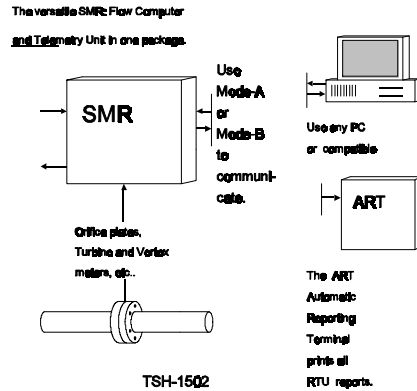 The versatile SMR: Flow Computer
and Telemetry Unit in one package.
SMR
Use
Mode-A
or
Mode-B
to
communi-
cate.
Use any PC
or compatible
ART
Orifice plates,
Turbine and Vortex
meters, etc..
The ART
Automatic
Reporting
Terminal
prints all
RTU reports.
TSH-1502